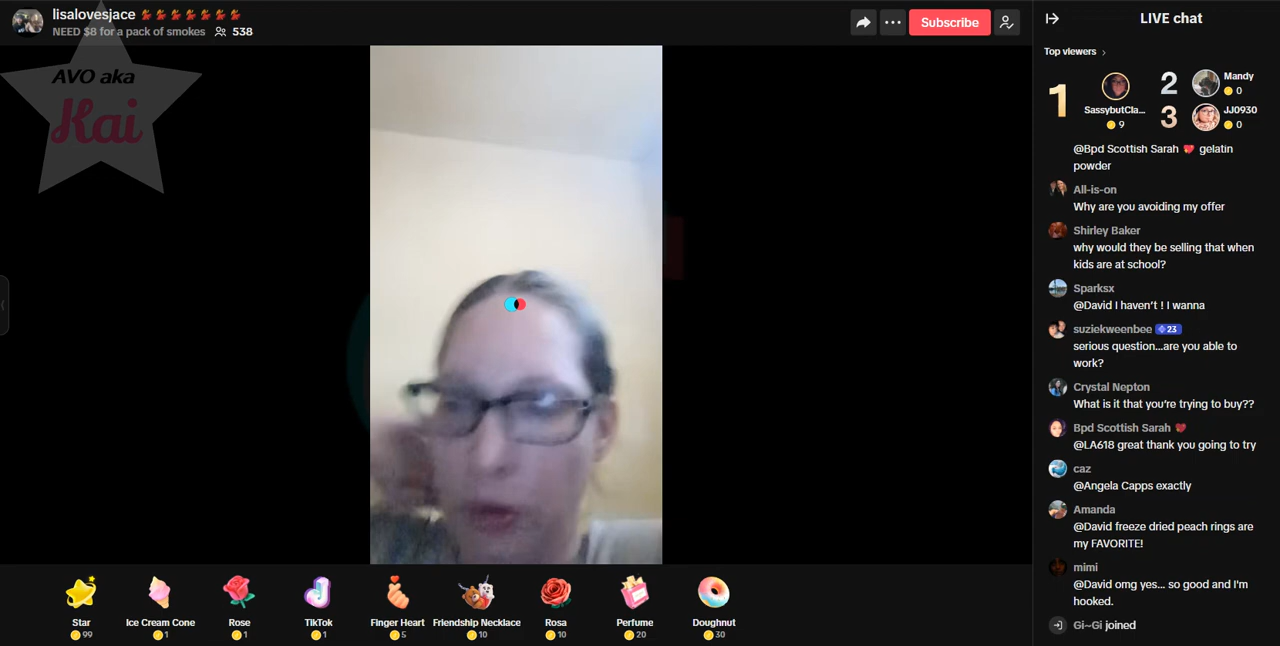 lisalovesjace
NEED $8 for a pack of smokes 538
Subscribe
AVO aka
Kai
LIVE chat
Top viewers
1
SassybutCla...
9
2
Mandy
0
3
JJ0930
0
@Bpd Scottish Sarah gelatin
powder
All-is-on
Why are you avoiding my offer
Shirley Baker
why would they be selling that when
kids are at school?
Sparksx
@David I haven't ! I wanna
suziekweenbee 23
serious question...are you able to
work?
Crystal Nepton
What is it that you're trying to buy??
Bpd Scottish Sarah
@LA618 great thank you going to try
caz
@Angela Capps exactly
Amanda
@David freeze dried peach rings are
my FAVORITE!
mimi
@David omg yes... so good and I'm
hooked.
Gi~Gi joined
Star
99
Ice Cream Cone
1
Rose
1
TikTok
1
Finger Heart
5
Friendship Necklace
10
Rosa
10
Perfume
20
Doughnut
30